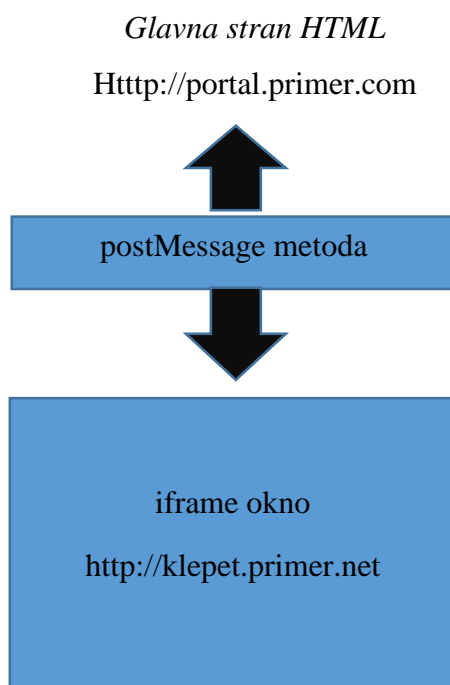 Glavna stran HTML
Htttp://portal.primer.com
postMessage metoda
iframe okno
http://klepet.primer.net